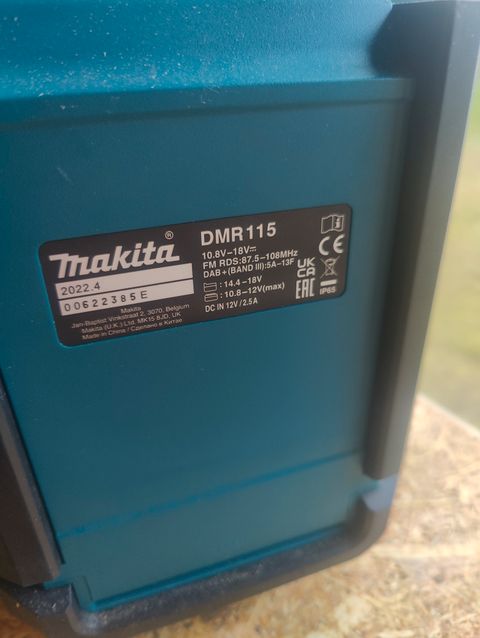 makita®
DMR115
2022.4
00622385E
10.8V-18V⎓
FM RDS:87.5-108MHz
DAB+(BAND III):5A-13F
: 14.4-18V
: 10.8-12V(max)
DC IN 12V / 2.5A
Makita
Jan-Baptist Vinkstraat 2, 3070, Belgium
Makita (U.K.) Ltd, MK15 8JD, UK
Made in China / Сделано в Китае
CE
UK
CA
EAC
IP65